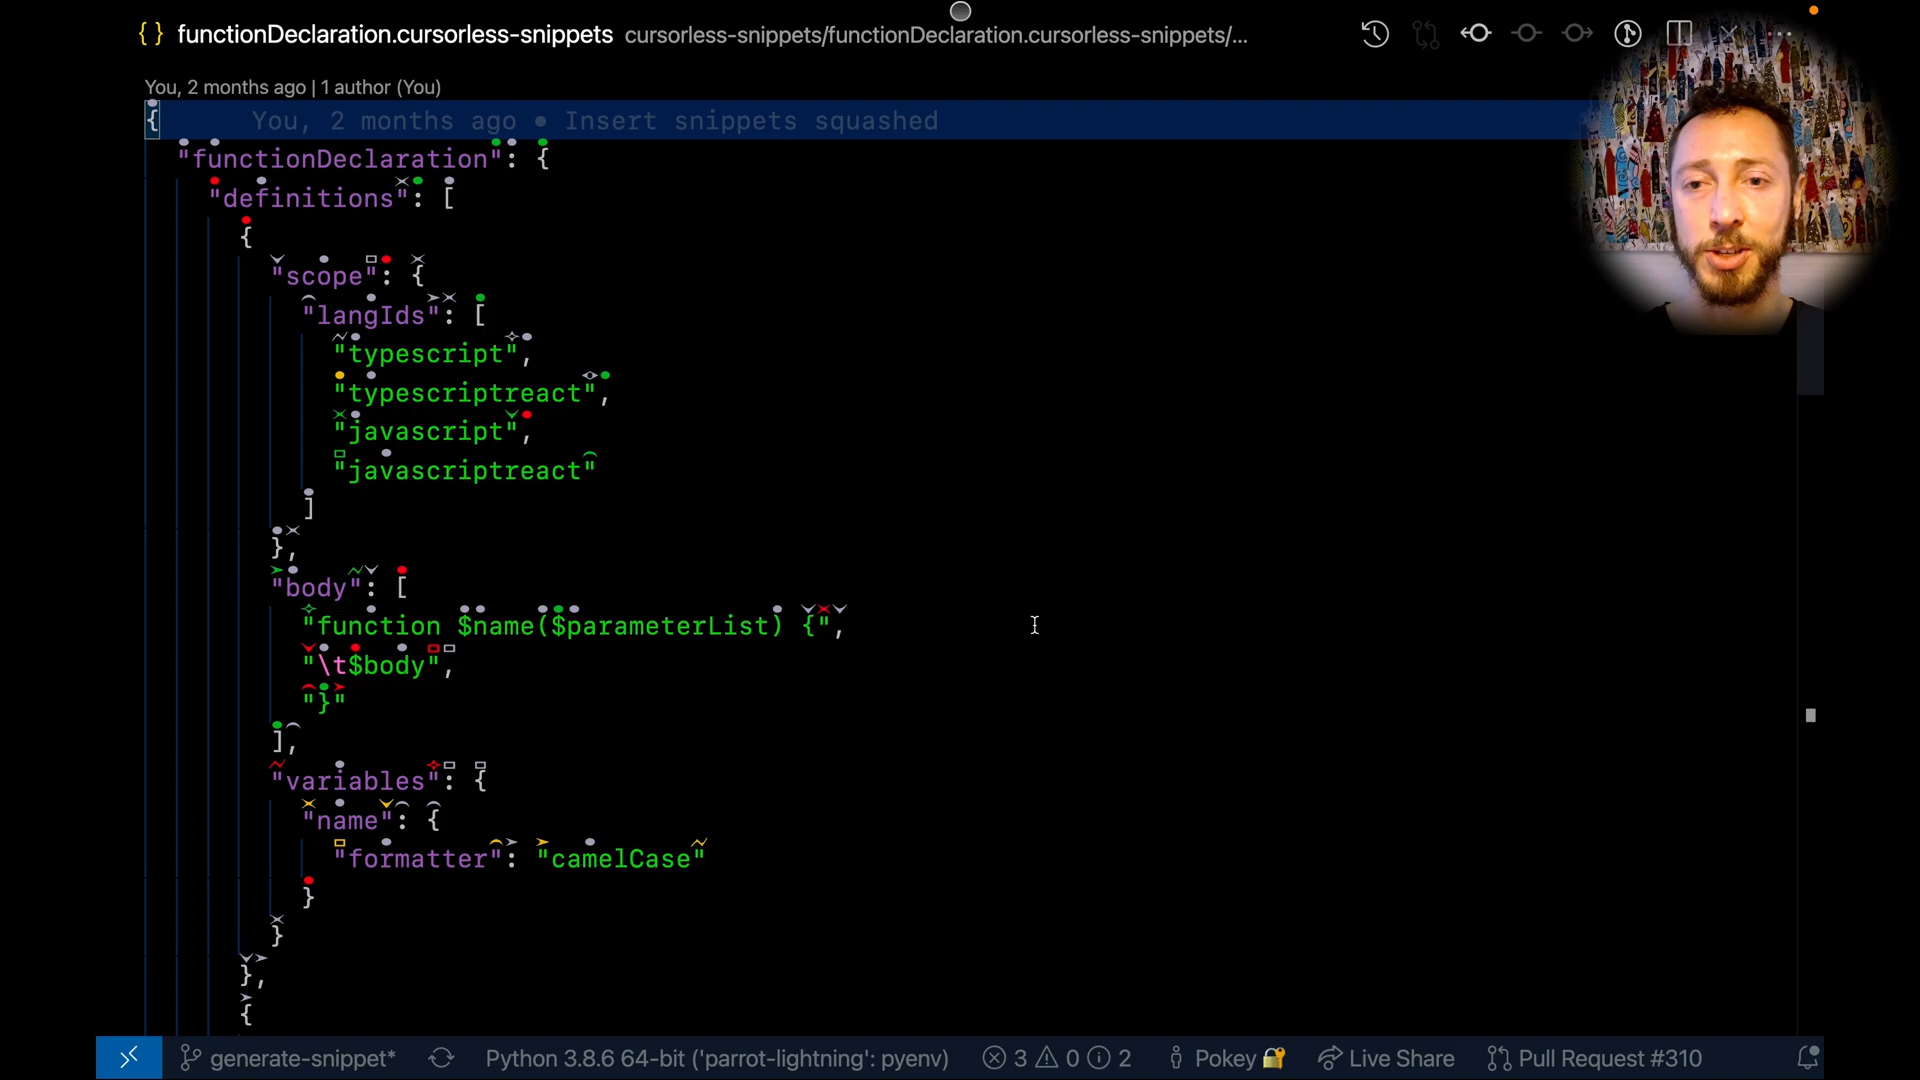 { } functionDeclaration.cursorless-snippets cursorless-snippets/functionDeclaration.cursorless-snippets/...
You, 2 months ago | 1 author (You)
{ You, 2 months ago • Insert snippets squashed
"functionDeclaration": {
"definitions": [
{
"scope": {
"langIds": [
"typescript",
"typescriptreact",
"javascript",
"javascriptreact"
]
},
"body": [
"function $name($parameterList) {",
"\t$body",
"}"
],
"variables": {
"name": {
"formatter": "camelCase"
}
}
},
{
generate-snippet* Python 3.8.6 64-bit ('parrot-lightning': pyenv) 3 0 2 Pokey Live Share Pull Request #310